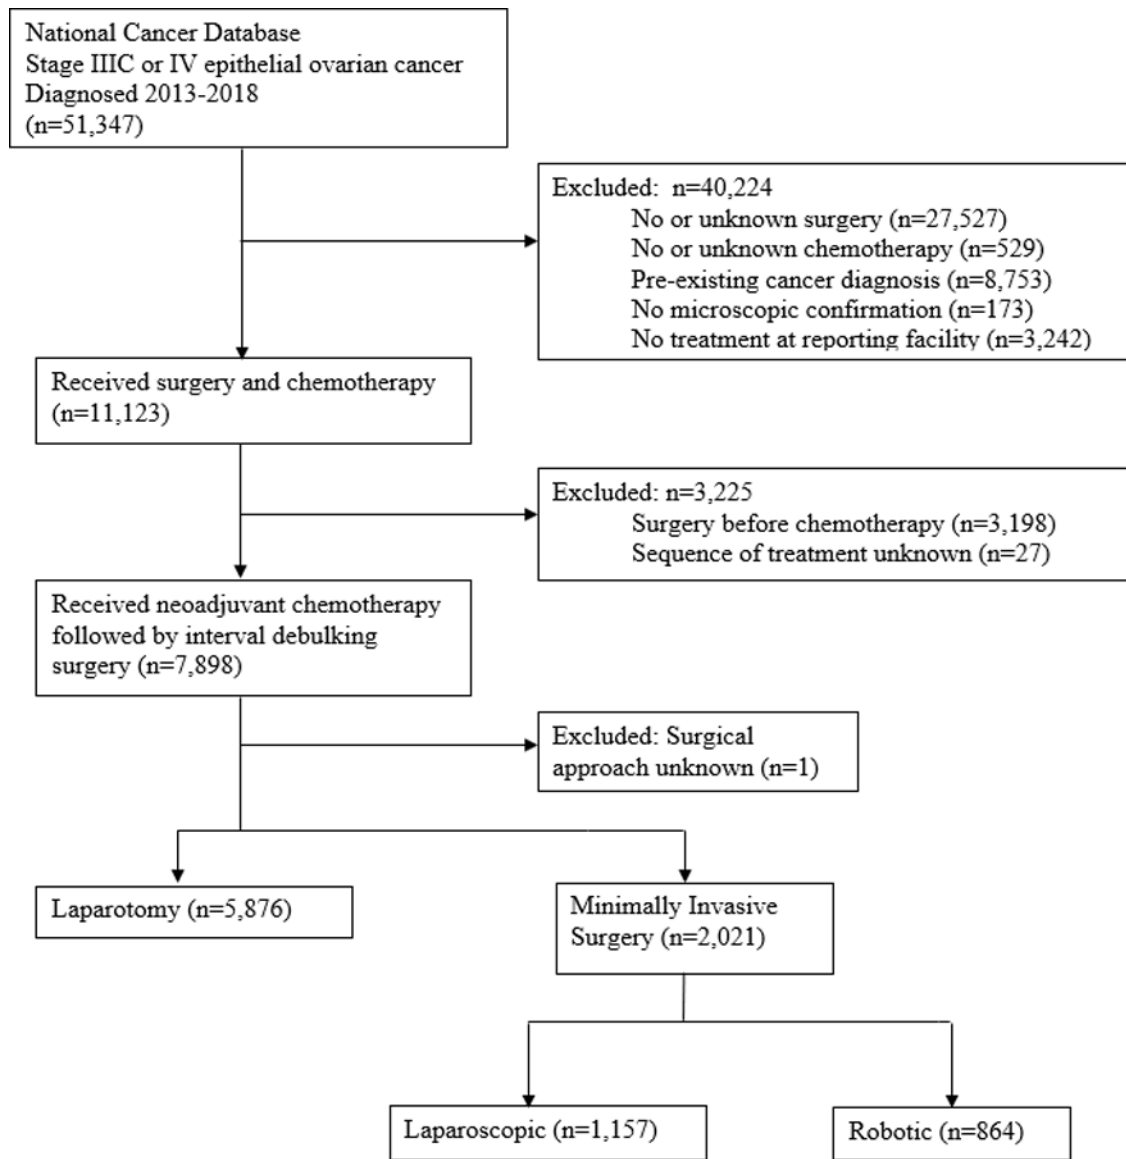 National Cancer Database
Stage IIIC or IV epithelial ovarian cancer
Diagnosed 2013-2018
(n=51,347)
Excluded:  n=40,224
No or unknown surgery (n=27,527)
No or unknown chemotherapy (n=529)
Pre-existing cancer diagnosis (n=8,753)
No microscopic confirmation (n=173)
No treatment at reporting facility (n=3,242)
Received surgery and chemotherapy
(n=11,123)
Excluded: n=3,225
Surgery before chemotherapy (n=3,198)
Sequence of treatment unknown (n=27)
Received neoadjuvant chemotherapy
followed by interval debulking
surgery (n=7,898)
Excluded: Surgical
approach unknown (n=1)
Laparotomy (n=5,876)
Minimally Invasive
Surgery (n=2,021)
Laparoscopic (n=1,157)
Robotic (n=864)